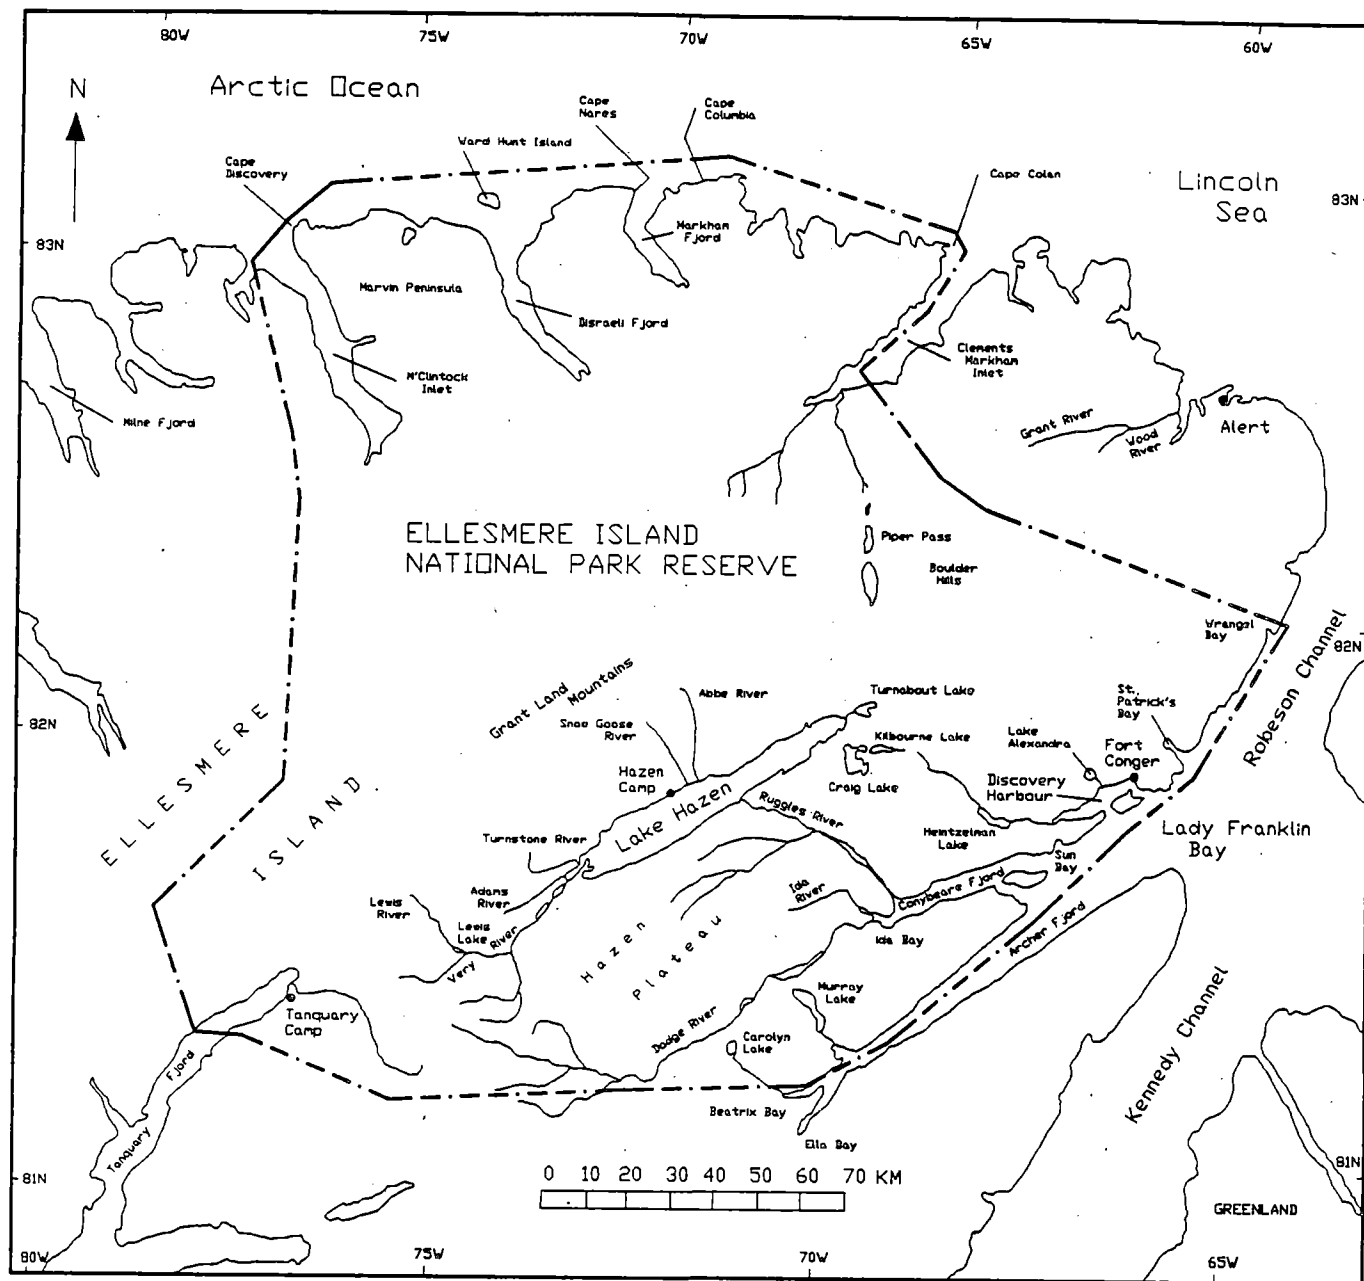 80W
75W
70W
65W
60W
N
Arctic Ocean
Cape
Nares
Cape
Columbia
Ward Hunt Island
Cape
Discovery
Capo Colan
Lincoln
Sea
83N
83N
Markham
Fjord
Marvin Peninsula
Disraeli Fjord
Clements
Markham
Inlet
M'Clintock
Inlet
Milne Fjord
Grant River
Wood
River
Alert
ELLESMERE ISLAND
NATIONAL PARK RESERVE
Piper Pass
Boulder
Hills
Wrangel
Bay
82N
Robeson Channel
Grant Land
Mountains
Abbe River
Turnabout Lake
St.
Patrick's
Bay
82N
Snow Goose
River
Kilbourne Lake
Lake
Alexandra
Fort
Conger
ELLESMERE
ISLAND
Hazen
Camp
Lake Hazen
Craig Lake
Discovery
Harbour
Ruggles River
Turnstone River
Heintzelman
Lake
Lady Franklin
Bay
Sun
Bay
Adams
River
Lewis
River
Ida
River
Conybeare Fjord
Lewis
Lake
Very River
Hazen
Plateau
Ida Bay
Archer Fjord
Murray
Lake
Tanquary
Camp
Dodge River
Carolyn
Lake
Kennedy Channel
Tanquary Fjord
Beatrix Bay
Ella Bay
81N
81N
0 10 20 30 40 50 60 70 KM
GREENLAND
80W
75W
70W
65W